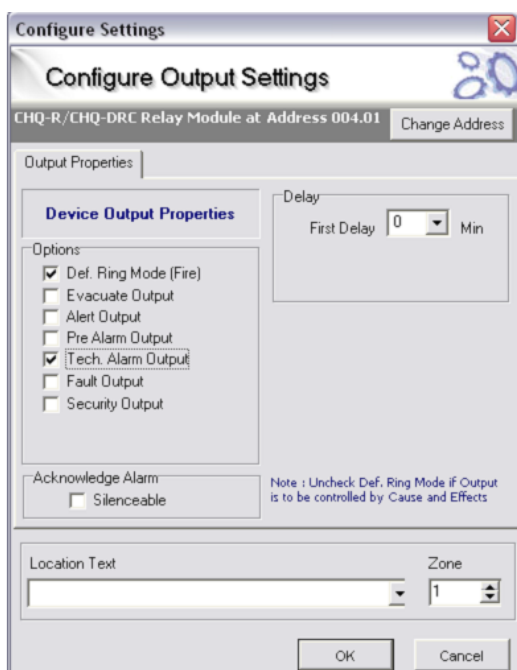 Configure Settings
Configure Output Settings
CHQ-R/CHQ-DRC Relay Module at Address 004.01
Change Address
Output Properties
Device Output Properties
Options
Def. Ring Mode (Fire)
Evacuate Output
Alert Output
Pre Alarm Output
Tech. Alarm Output
Fault Output
Security Output
Acknowledge Alarm
Silenceable
Delay
First Delay 0 Min
Note : Uncheck Def. Ring Mode if Output
is to be controlled by Cause and Effects
Location Text
Zone
1
OK
Cancel